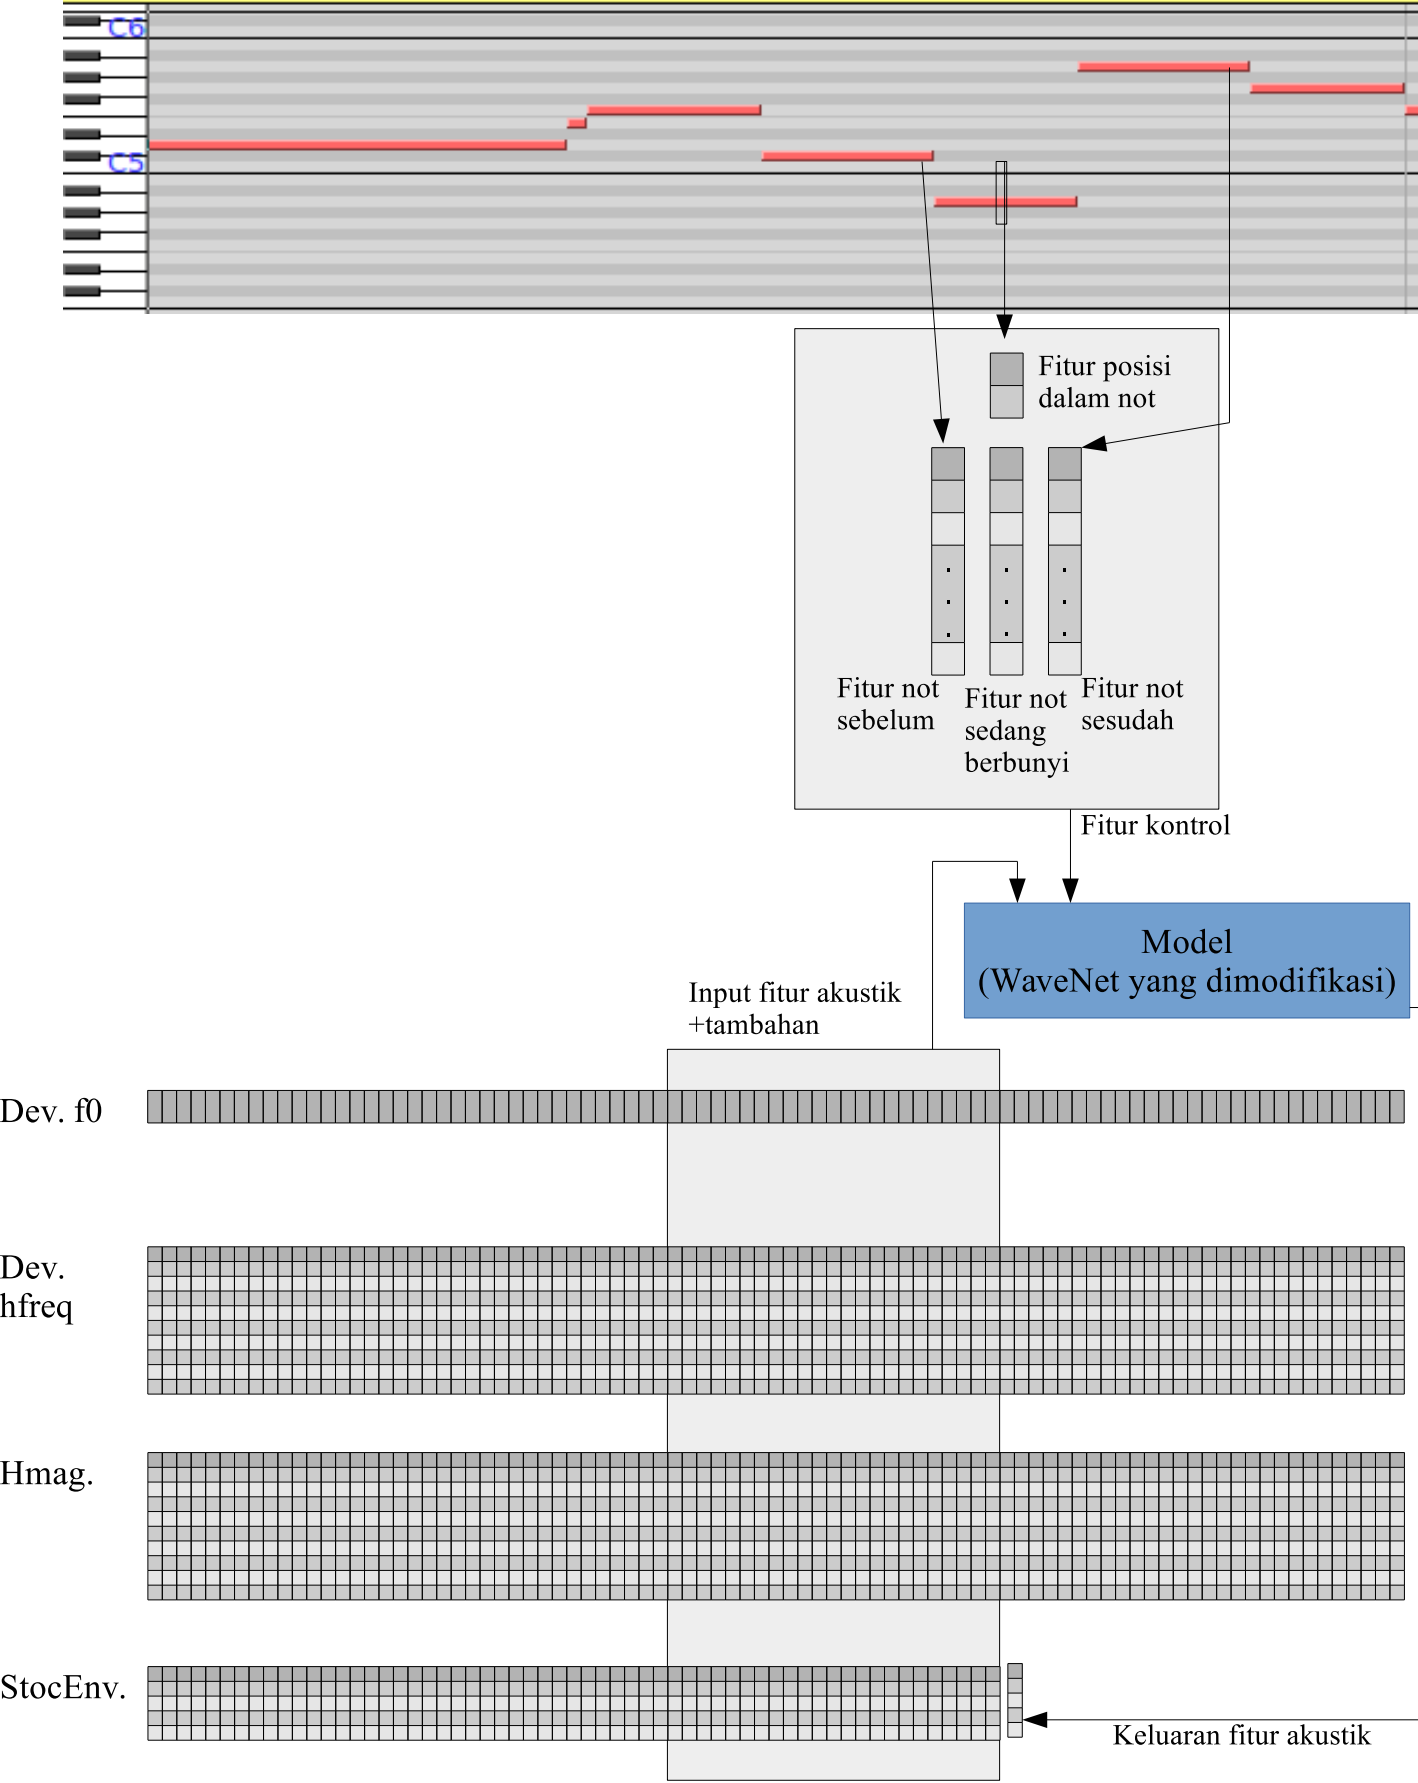 C6
C5
Fitur posisi
dalam not
Fitur not
sebelum
Fitur not
sedang
berbunyi
Fitur not
sesudah
Fitur kontrol
Model
(WaveNet yang dimodifikasi)
Input fitur akustik
+tambahan
Dev. f0
Dev.
hfreq
Hmag.
StocEnv.
Keluaran fitur akustik